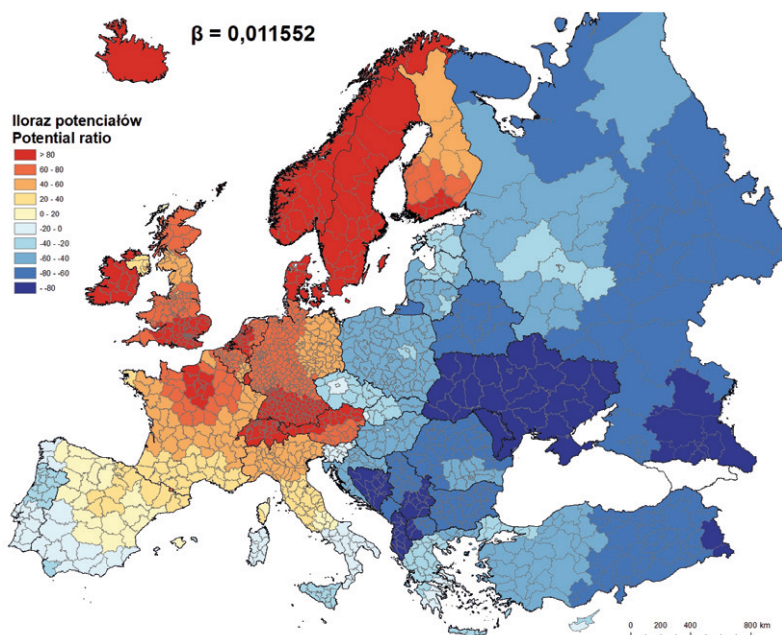 β = 0,011552
Iloraz potenciałów
Potential ratio
> 80
60 - 80
40 - 60
20 - 40
0 - 20
-20 - 0
-40 - -20
-60 - -40
-80 - -60
- -80
0 200 400 800 km